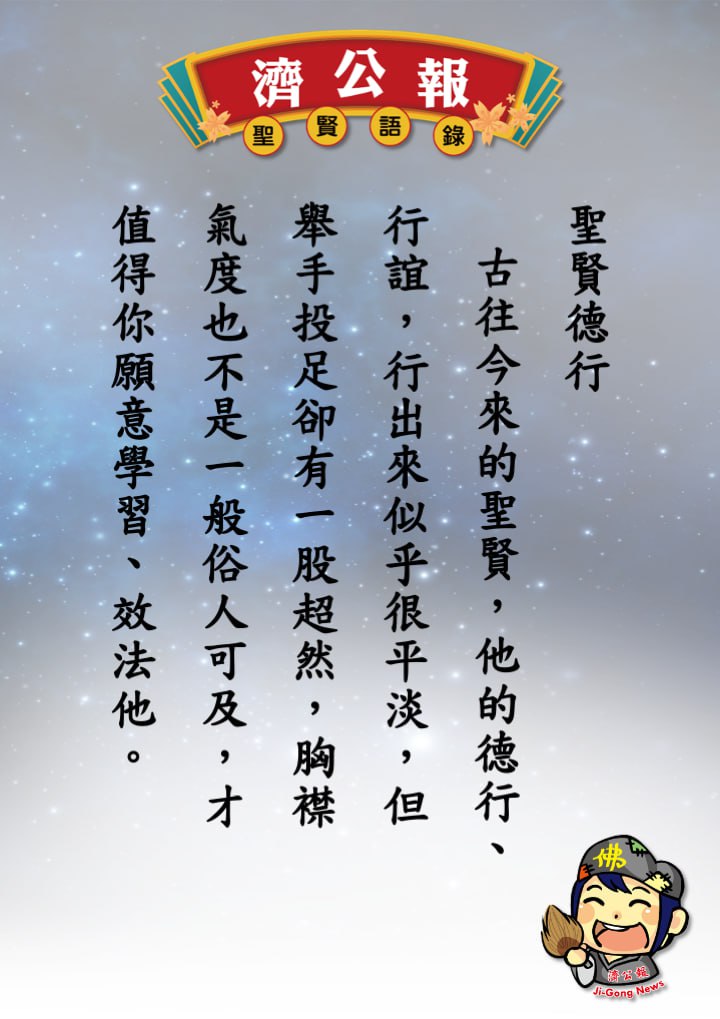 濟公報
聖賢語錄
聖賢德行
古往今來的聖賢，他的德行、
行誼，行出來似乎很平淡，但
舉手投足卻有一股超然，胸襟
氣度也不是一般俗人可及，才
值得你願意學習、效法他。
佛
濟公報
Ji-Gong News